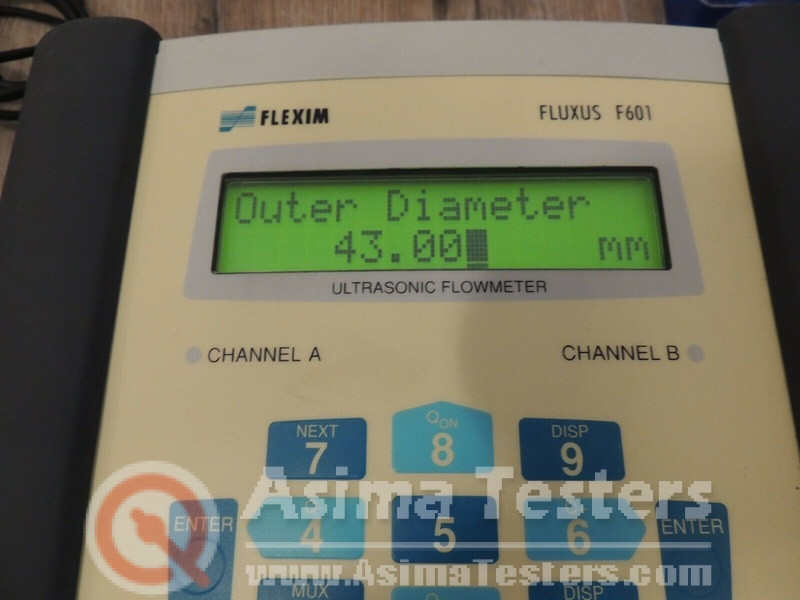 FLEXIM
FLUXUS F601
Outer Diameter
43.00 mm
ULTRASONIC FLOWMETER
CHANNEL A
CHANNEL B
NEXT
7
QON
8
DISP
9
Asima Testers
ENTER
4
5
6
ENTER
www.AsimaTesters.com
MUX
Q
DISP